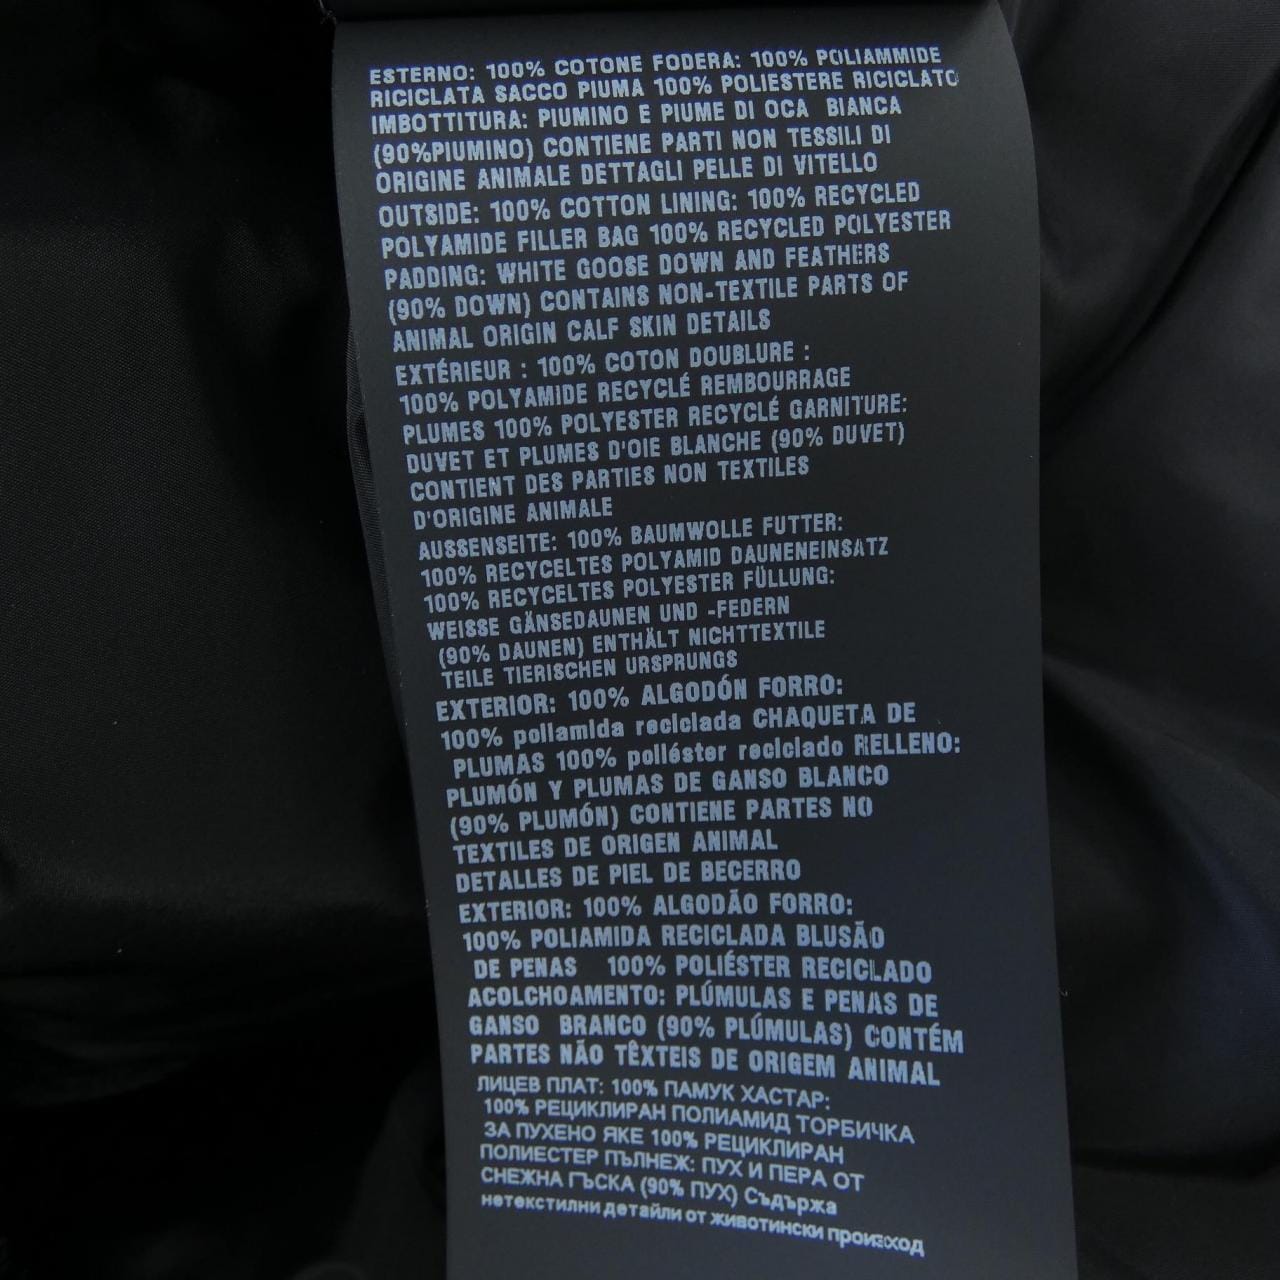 ESTERNO: 100% COTONE FODERA: 100% POLIAMMIDE
RICICLATA SACCO PIUMA 100% POLIESTERE RICICLATO
IMBOTTITURA: PIUMINO E PIUME DI OCA BIANCA
(90%PIUMINO) CONTIENE PARTI NON TESSILI DI
ORIGINE ANIMALE DETTAGLI PELLE DI VITELLO
OUTSIDE: 100% COTTON LINING: 100% RECYCLED
POLYAMIDE FILLER BAG 100% RECYCLED POLYESTER
PADDING: WHITE GOOSE DOWN AND FEATHERS
(90% DOWN) CONTAINS NON-TEXTILE PARTS OF
ANIMAL ORIGIN CALF SKIN DETAILS
EXTÉRIEUR : 100% COTON DOUBLURE :
100% POLYAMIDE RECYCLÉ REMBOURRAGE
PLUMES 100% POLYESTER RECYCLÉ GARNITURE:
DUVET ET PLUMES D'OIE BLANCHE (90% DUVET)
CONTIENT DES PARTIES NON TEXTILES
D'ORIGINE ANIMALE
AUSSENSEITE: 100% BAUMWOLLE FUTTER:
100% RECYCELTES POLYAMID DAUNENEINSATZ
100% RECYCELTES POLYESTER FÜLLUNG:
WEISSE GÄNSEDAUNEN UND -FEDERN
(90% DAUNEN) ENTHÄLT NICHTTEXTILE
TEILE TIERISCHEN URSPRUNGS
EXTERIOR: 100% ALGODÓN FORRO:
100% poliamida reciclada CHAQUETA DE
PLUMAS 100% poliéster reciclado RELLENO:
PLUMÓN Y PLUMAS DE GANSO BLANCO
(90% PLUMÓN) CONTIENE PARTES NO
TEXTILES DE ORIGEN ANIMAL
DETALLES DE PIEL DE BECERRO
EXTERIOR: 100% ALGODÃO FORRO:
100% POLIAMIDA RECICLADA BLUSÃO
DE PENAS 100% POLIÉSTER RECICLADO
ACOLCHOAMENTO: PLÚMULAS E PENAS DE
GANSO BRANCO (90% PLÚMULAS) CONTÉM
PARTES NÃO TÊXTEIS DE ORIGEM ANIMAL
ЛИЦЕВ ПЛАТ: 100% ПАМУК ХАСТАР:
100% РЕЦИКЛИРАН ПОЛИАМИД ТОРБИЧКА
ЗА ПУХЕНО ЯКЕ 100% РЕЦИКЛИРАН
ПОЛИЕСТЕР ПЪЛНЕЖ: ПУХ И ПЕРА ОТ
СНЕЖНА ГЪСКА (90% ПУХ) Съдържа
нетекстилни детайли от животински произход